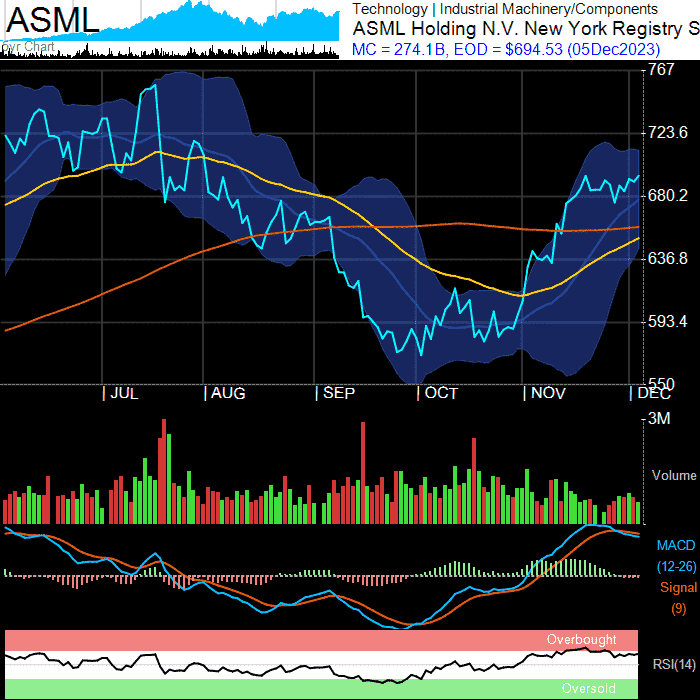 ASML
Technology | Industrial Machinery/Components
ASML Holding N.V. New York Registry S
MC = 274.1B, EOD = $694.53 (05Dec2023)
Chart
767
723.6
680.2
636.8
593.4
550
| JUL | AUG | SEP | OCT | NOV | DEC
3M
Volume
MACD
(12-26)
Signal
(9)
Overbought
RSI(14)
Oversold